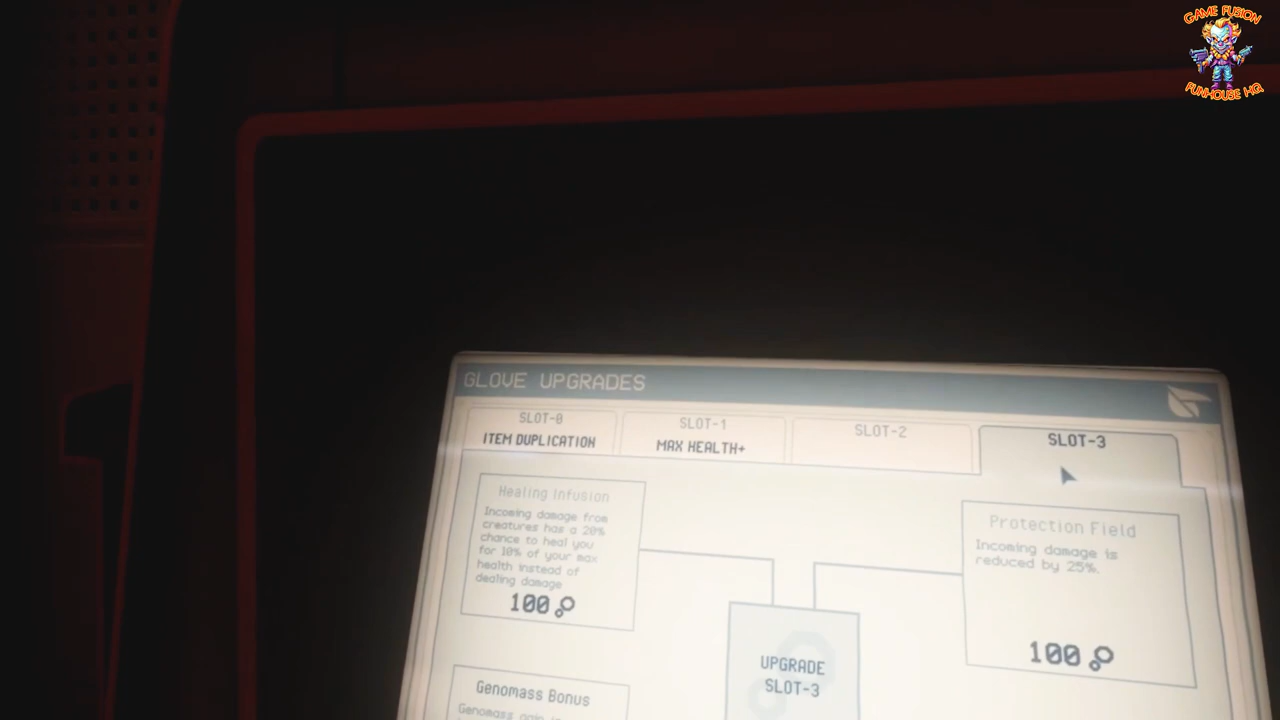 GAME FUSION
FUNHOUSE HQ
GLOVE UPGRADES
SLOT-0
ITEM DUPLICATION
SLOT-1
MAX HEALTH+
SLOT-2
SLOT-3
Healing Infusion
Incoming damage from
creatures has a 20%
chance to heal you
for 10% of your max
health instead of
dealing damage
100
Protection Field
Incoming damage is
reduced by 25%.
100
UPGRADE
SLOT-3
Genomass Bonus
Genomass gain